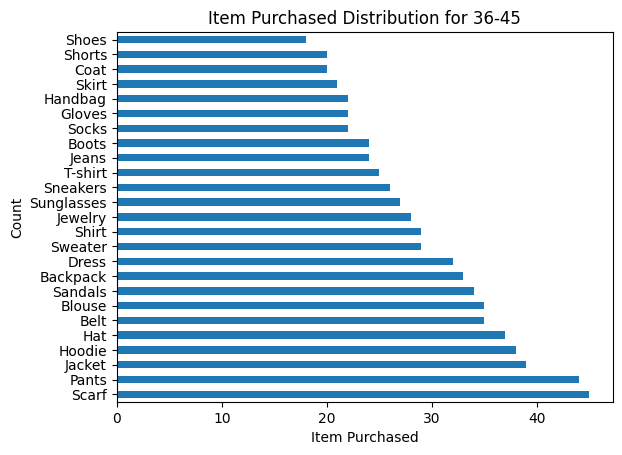 Item Purchased Distribution for 36-45
Shoes
Shorts
Coat
Skirt
Handbag
Gloves
Socks
Boots
Jeans
T-shirt
Sneakers
Sunglasses
Jewelry
Shirt
Sweater
Dress
Backpack
Sandals
Blouse
Belt
Hat
Hoodie
Jacket
Pants
Scarf
Count
0 10 20 30 40
Item Purchased